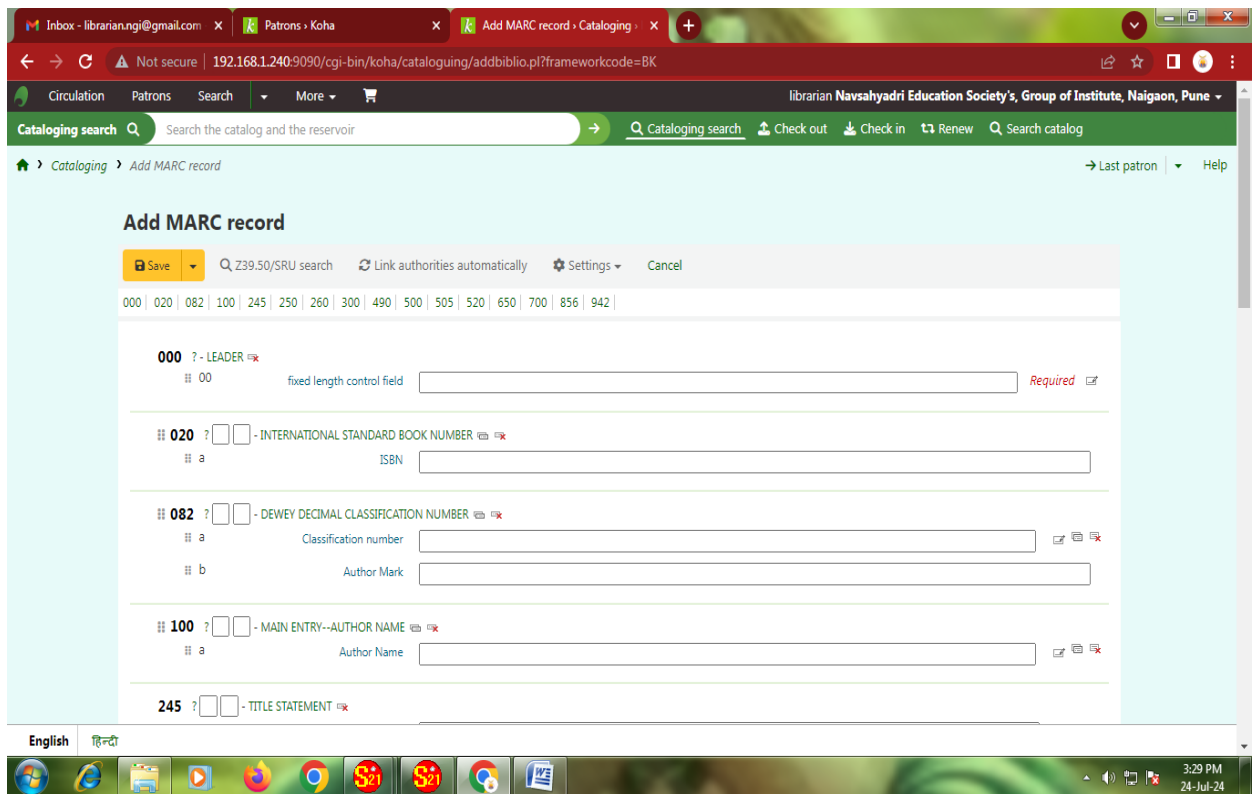 Inbox - librarian.ngi@gmail.com
Patrons › Koha
Add MARC record › Cataloging ›
Not secure 192.168.1.240:9090/cgi-bin/koha/cataloguing/addbiblio.pl?frameworkcode=BK
Circulation Patrons Search More librarian Navsahyadri Education Society's, Group of Institute, Naigaon, Pune
Cataloging search Search the catalog and the reservoir Cataloging search Check out Check in Renew Search catalog
Cataloging Add MARC record Last patron Help
Add MARC record
Save Z39.50/SRU search Link authorities automatically Settings Cancel
000 020 082 100 245 250 260 300 490 500 505 520 650 700 856 942
000 ? - LEADER
00 fixed length control field Required
020 ? - INTERNATIONAL STANDARD BOOK NUMBER
a ISBN
082 ? - DEWEY DECIMAL CLASSIFICATION NUMBER
a Classification number
b Author Mark
100 ? - MAIN ENTRY--AUTHOR NAME
a Author Name
245 ? - TITLE STATEMENT
English हिन्दी
S21 S21 3:29 PM
24-Jul-24